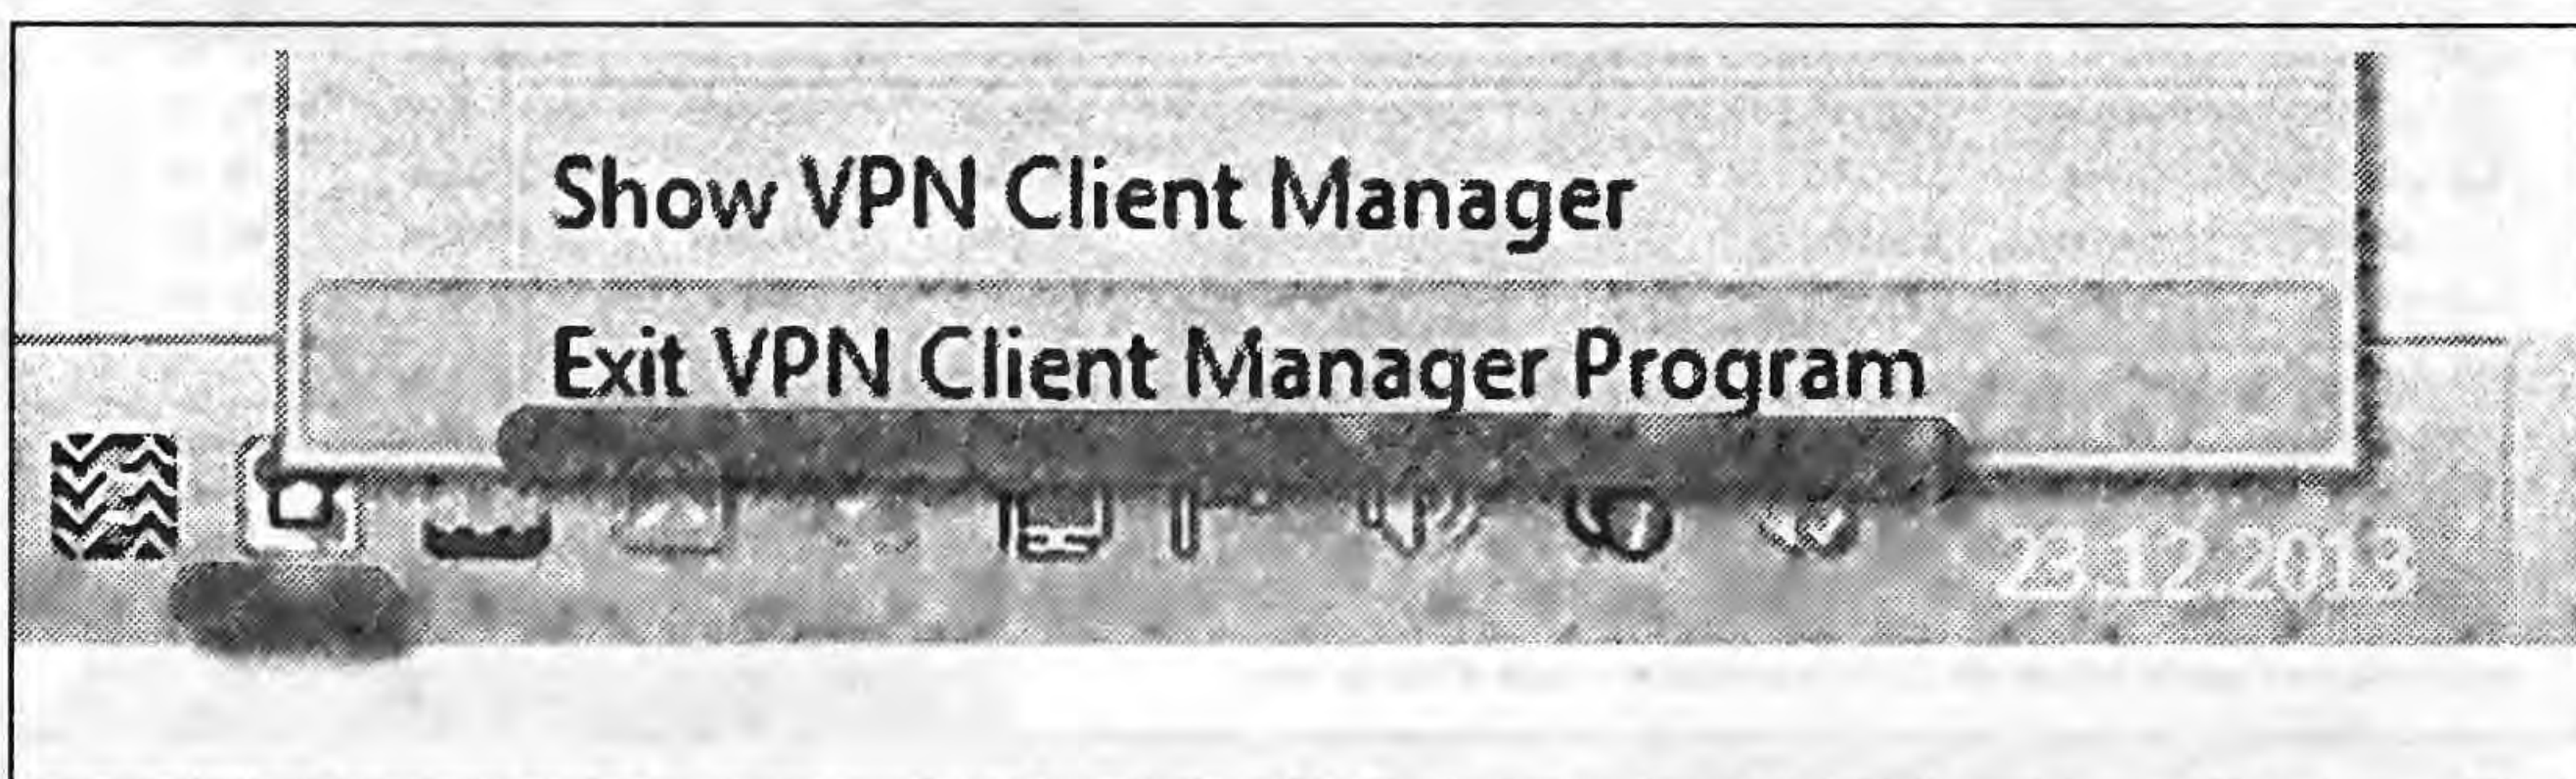 Show VPN Client Manager
Exit VPN Client Manager Program
23.12.2013